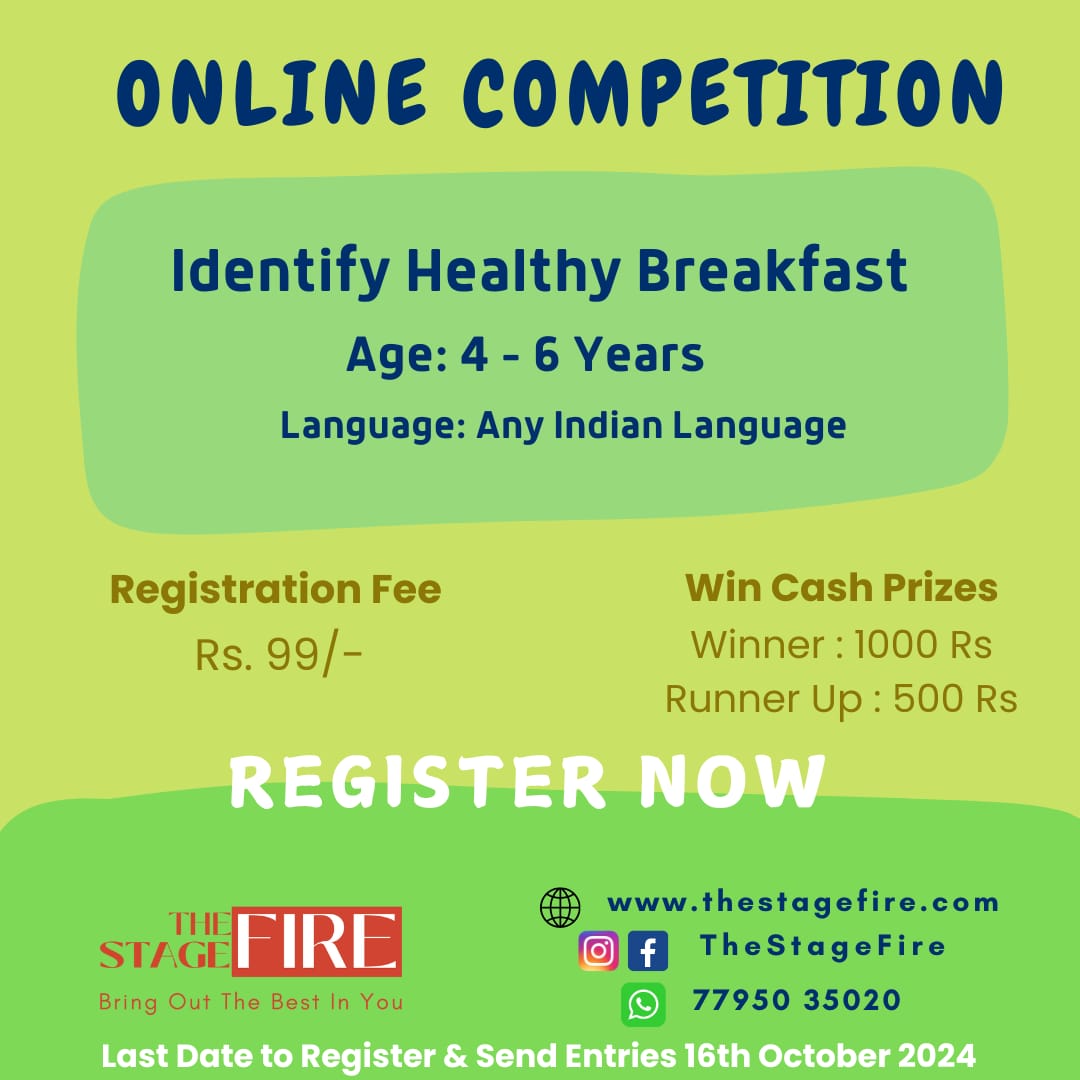 ONLINE COMPETITION
Identify Healthy Breakfast
Age: 4 - 6 Years
Language: Any Indian Language
Registration Fee
Rs. 99/-
Win Cash Prizes
Winner : 1000 Rs
Runner Up : 500 Rs
REGISTER NOW
THE
STAGE
FIRE
Bring Out The Best In You
www.thestagefire.com
TheStageFire
77950 35020
Last Date to Register & Send Entries 16th October 2024